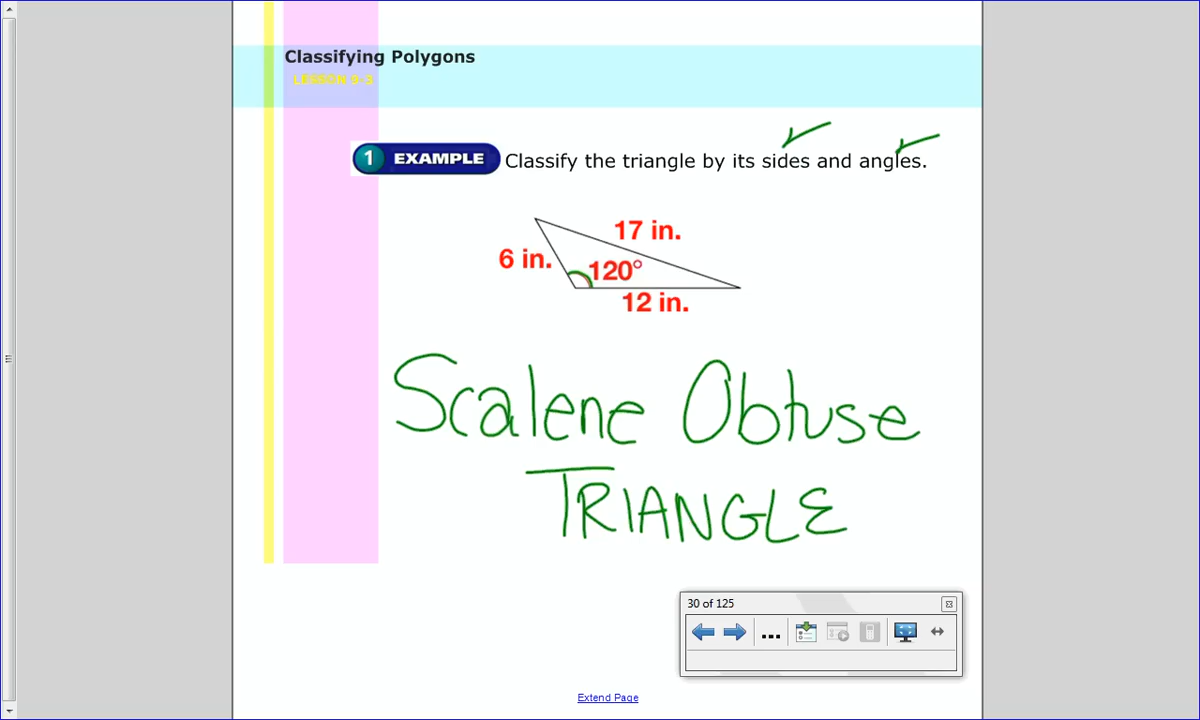 Classifying Polygons
LESSON 9-3
1 EXAMPLE Classify the triangle by its sides and angles.
17 in.
6 in.
120°
12 in.
Scalene Obtuse
TRIANGLE
30 of 125
...
Extend Page